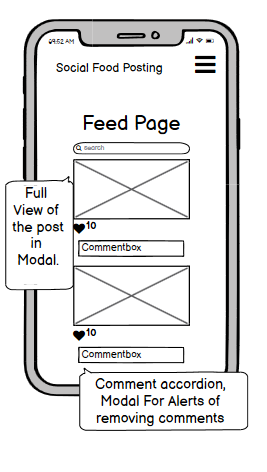 09:52 AM
Social Food Posting
Feed Page
search
Full
View of
the post
in
Modal.
10
Commentbox
10
Commentbox
Comment accordion,
Modal For Alerts of
removing comments